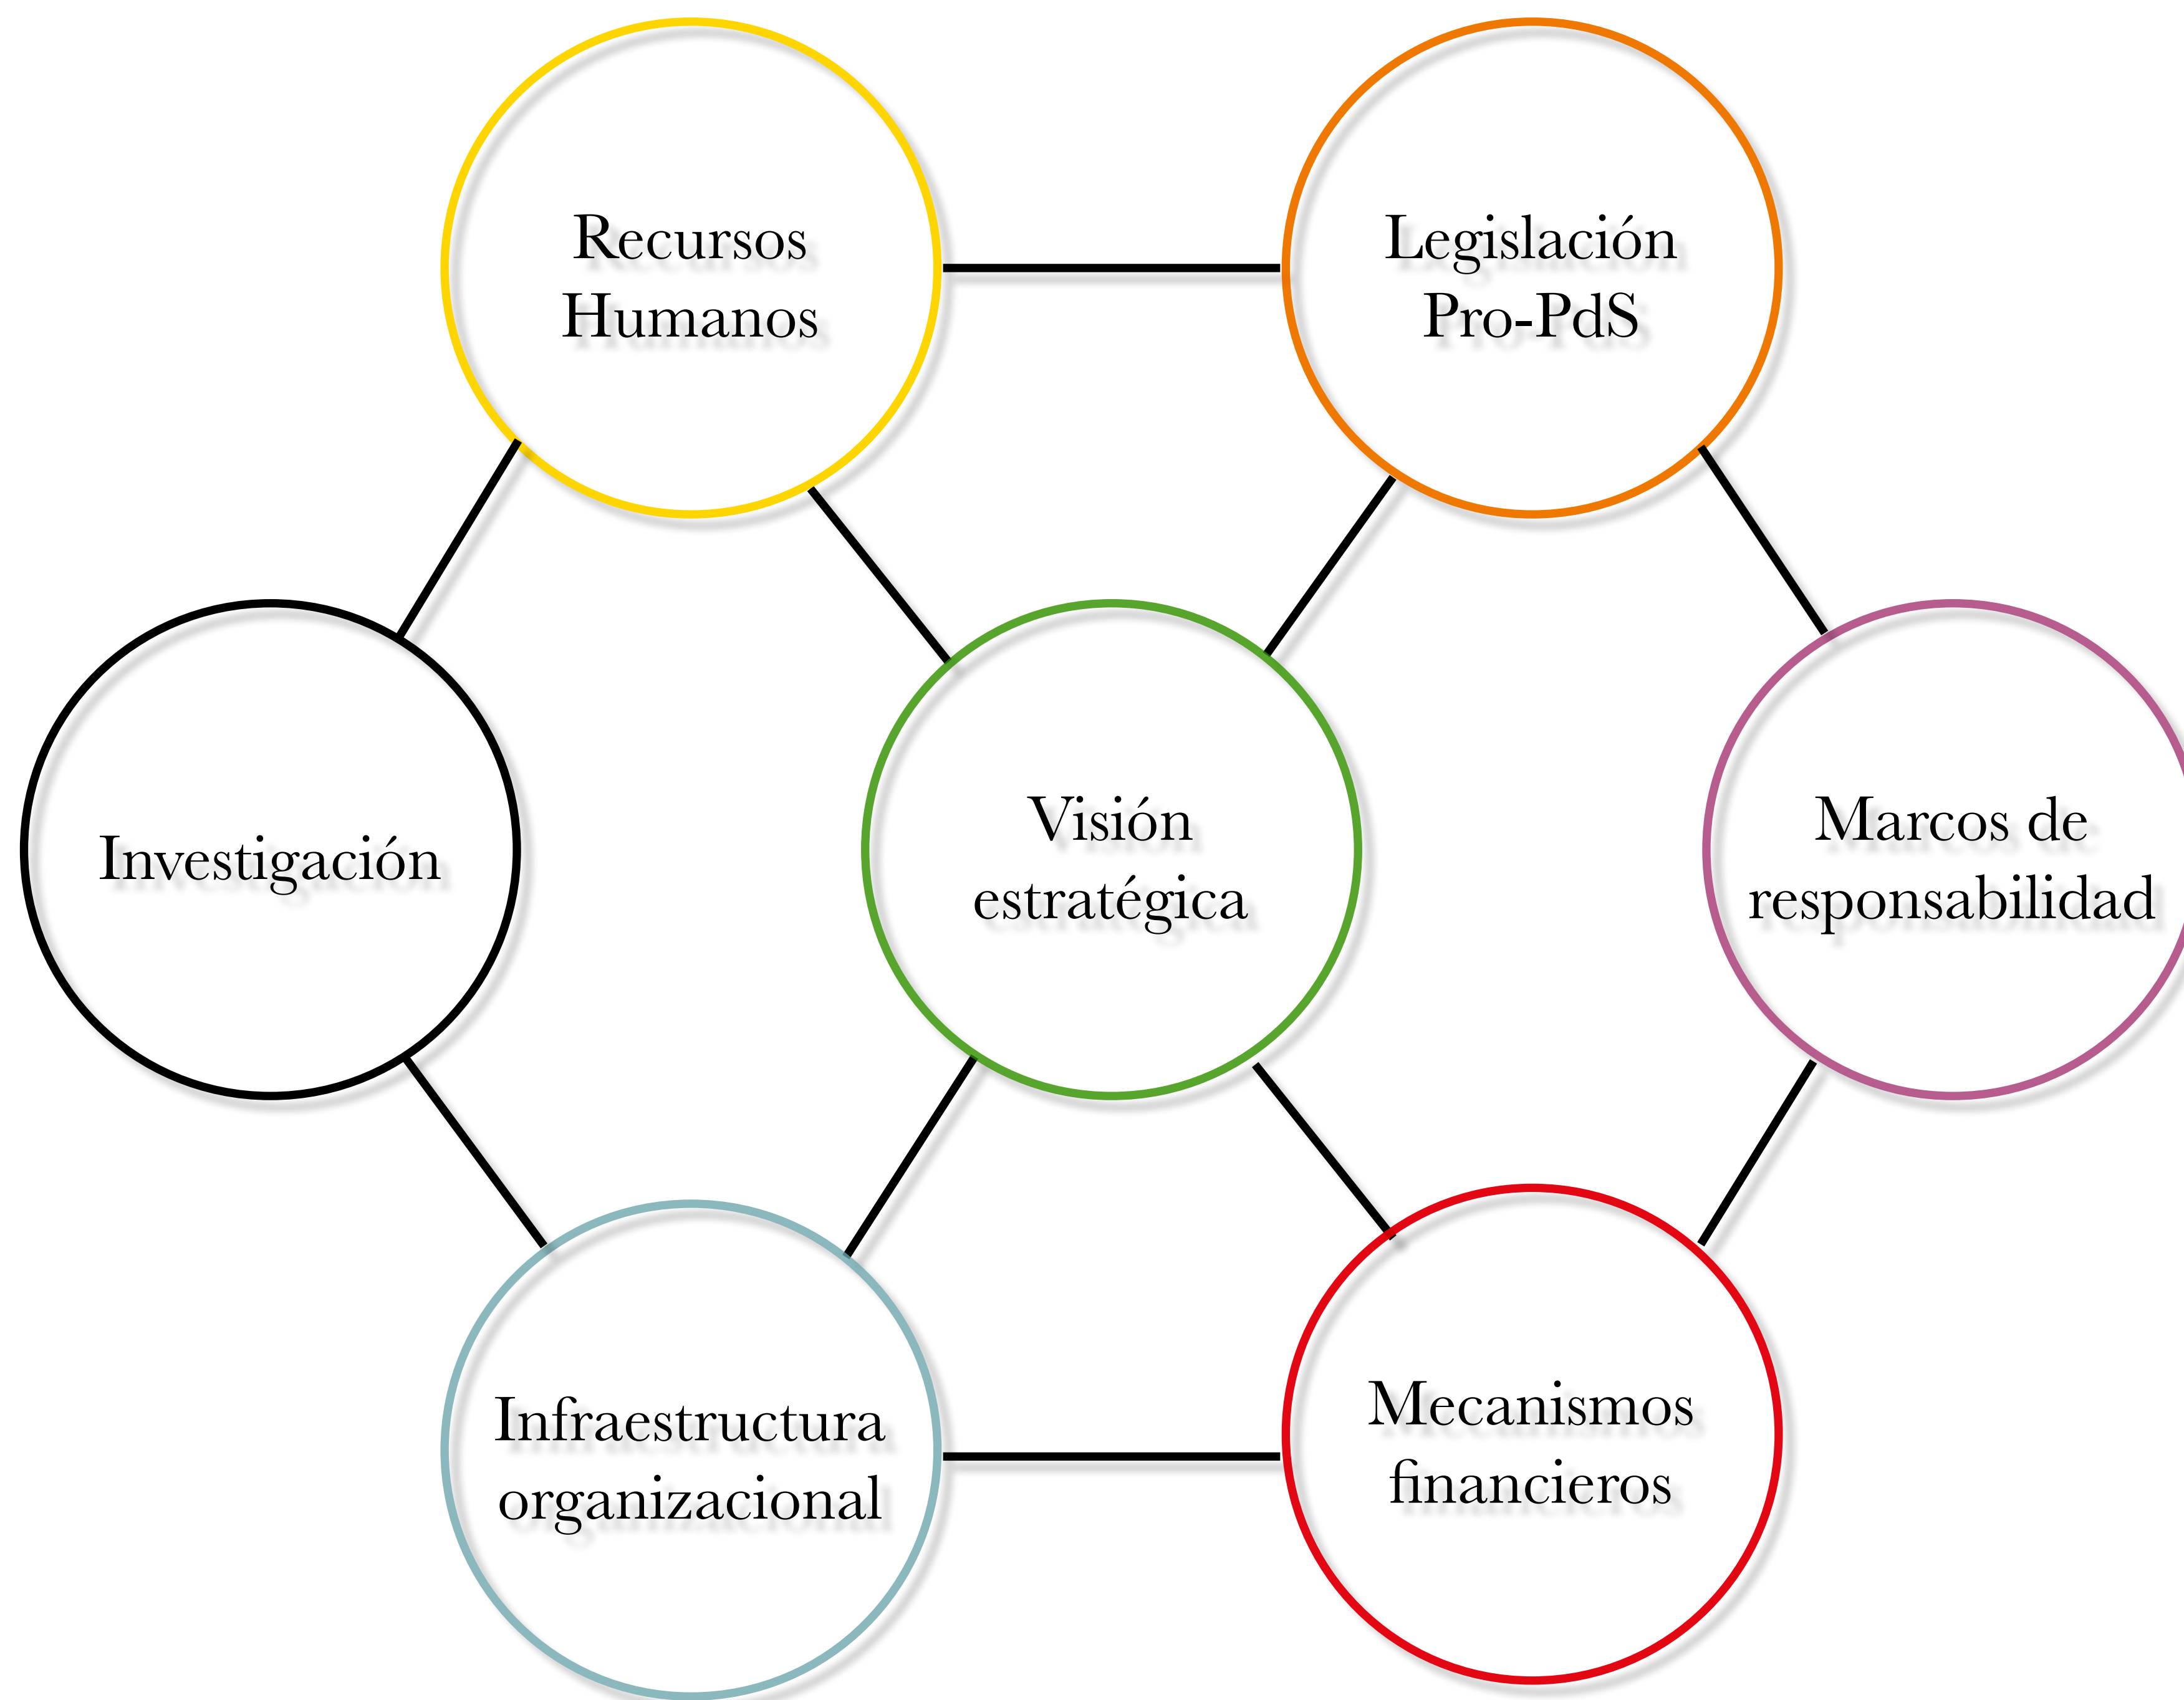 Recursos
Humanos
Legislación
Pro-PdS
Investigación
Visión
estratégica
Marcos de
responsabilidad
Infraestructura
organizacional
Mecanismos
financieros